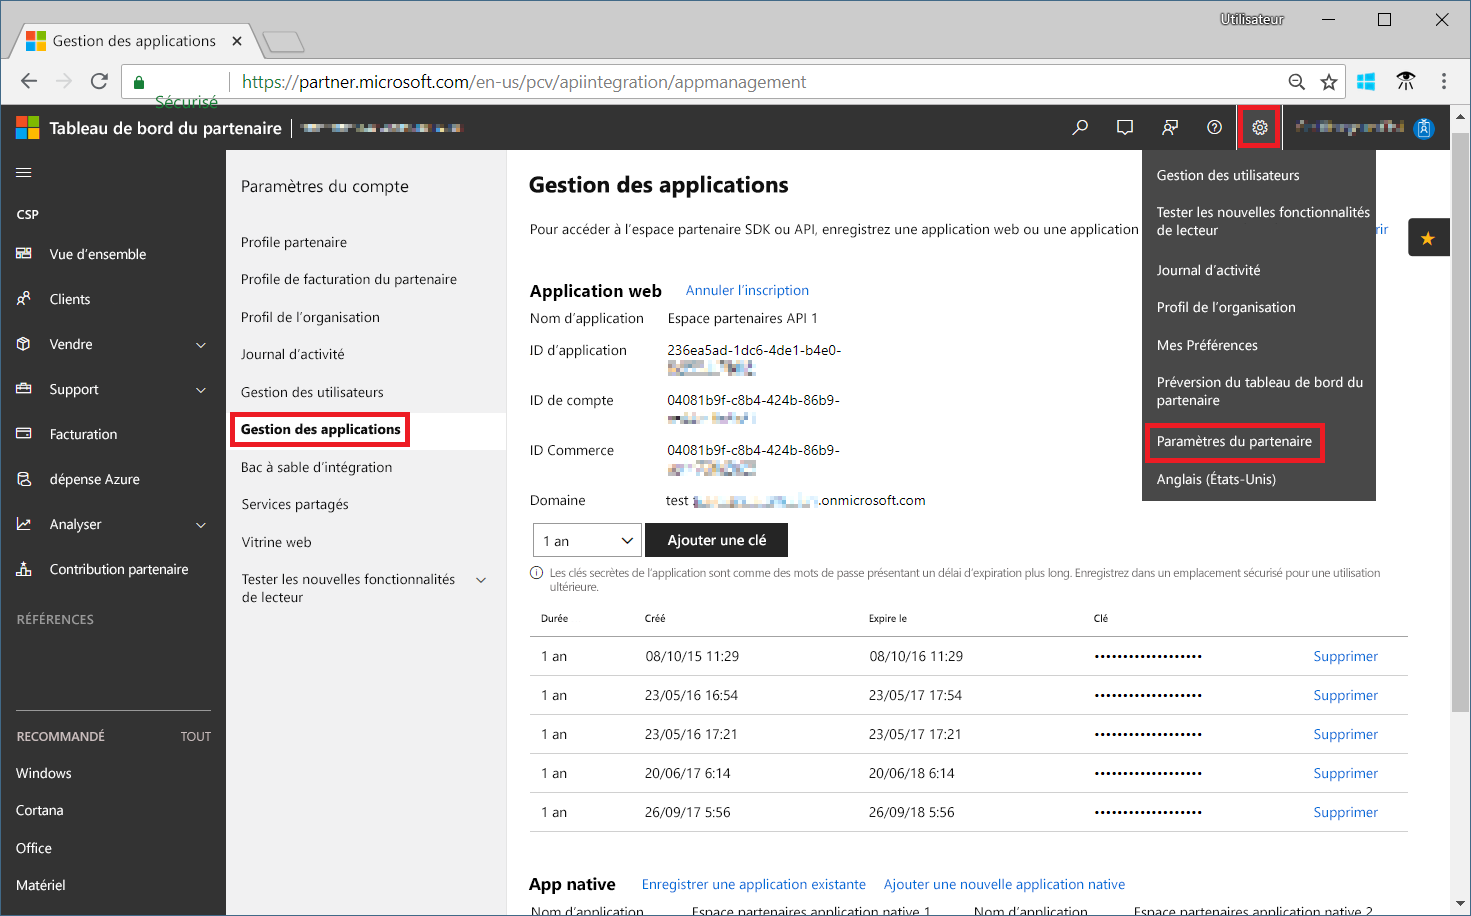 Utilisateur
Gestion des applications
Sécurisé
https://partner.microsoft.com/en-us/pcv/apiintegration/appmanagement
Tableau de bord du partenaire
CSP
Vue d’ensemble
Clients
Vendre
Support
Facturation
dépense Azure
Analyser
Contribution partenaire
RÉFÉRENCES
RECOMMANDÉ TOUT
Windows
Cortana
Office
Matériel
Paramètres du compte
Profile partenaire
Profile de facturation du partenaire
Profil de l’organisation
Journal d’activité
Gestion des utilisateurs
Gestion des applications
Bac à sable d’intégration
Services partagés
Vitrine web
Tester les nouvelles fonctionnalités
de lecteur
Gestion des applications
Pour accéder à l’espace partenaire SDK ou API, enregistrez une application web ou une application
Application web Annuler l’inscription
Nom d’application Espace partenaires API 1
ID d’application 236ea5ad-1dc6-4de1-b4e0-
ID de compte 04081b9f-c8b4-424b-86b9-
ID Commerce 04081b9f-c8b4-424b-86b9-
Domaine test .onmicrosoft.com
1 an Ajouter une clé
Les clés secrètes de l’application sont comme des mots de passe présentant un délai d’expiration plus long. Enregistrez dans un emplacement sécurisé pour une utilisation
ultérieure.
Durée Créé Expire le Clé
1 an 08/10/15 11:29 08/10/16 11:29 ••••••••••••••••••• Supprimer
1 an 23/05/16 16:54 23/05/17 17:54 ••••••••••••••••••• Supprimer
1 an 23/05/16 17:21 23/05/17 17:21 ••••••••••••••••••• Supprimer
1 an 20/06/17 6:14 20/06/18 6:14 ••••••••••••••••••• Supprimer
1 an 26/09/17 5:56 26/09/18 5:56 ••••••••••••••••••• Supprimer
App native Enregistrer une application existante Ajouter une nouvelle application native
Nom d’application Espace partenaires application native 1 Nom d’application Espace partenaires application native 2
Gestion des utilisateurs
Tester les nouvelles fonctionnalités
de lecteur
Journal d’activité
Profil de l’organisation
Mes Préférences
Préversion du tableau de bord du
partenaire
Paramètres du partenaire
Anglais (États-Unis)